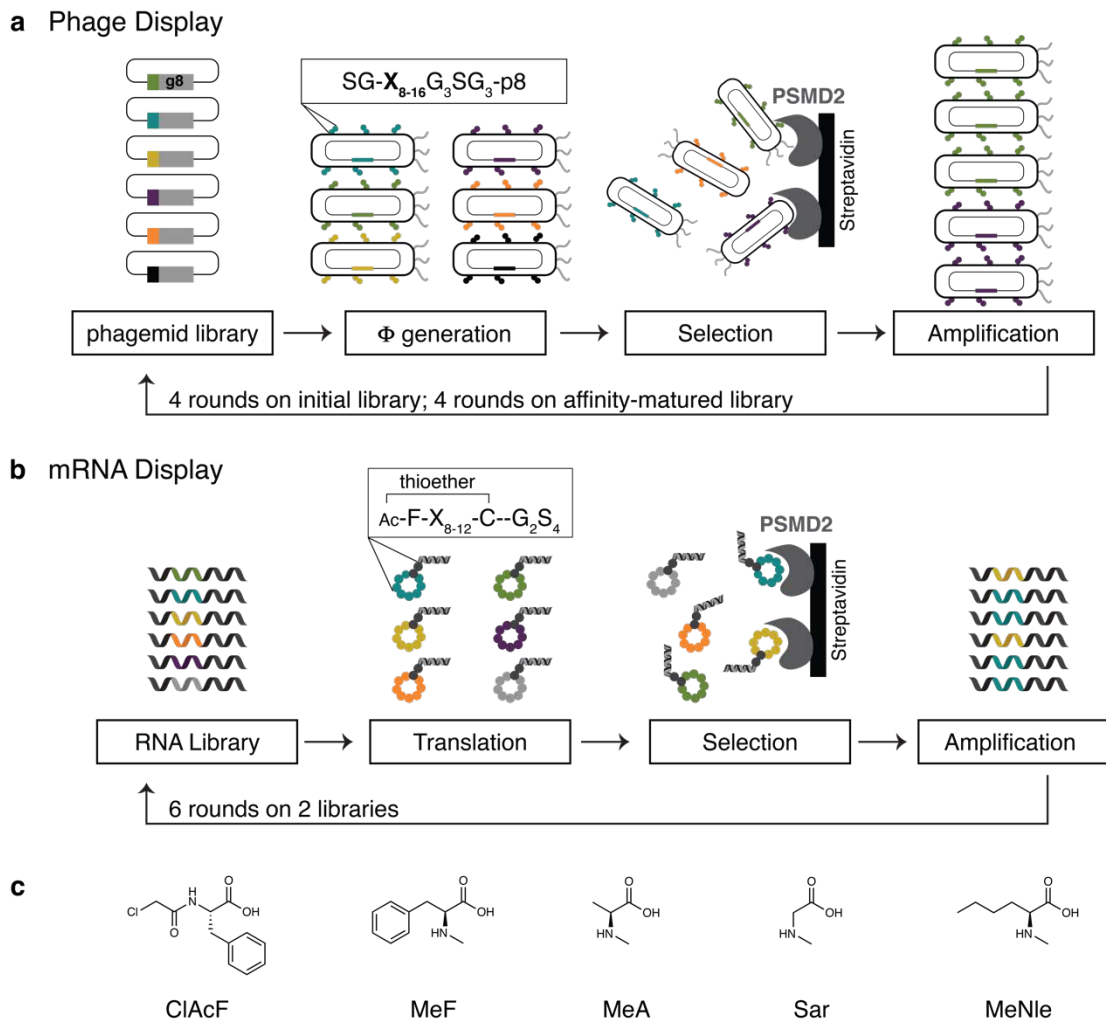 a Phage Display
g8
SG-X8-16G3SG3-p8
PSMD2
Streptavidin
phagemid library
Φ generation
Selection
Amplification
4 rounds on initial library; 4 rounds on affinity-matured library
b mRNA Display
thioether
Ac-F-X8-12-C--G2S4
PSMD2
Streptavidin
RNA Library
Translation
Selection
Amplification
6 rounds on 2 libraries
c
Cl
H
N
O
O
OH
O
OH
HN
O
OH
HN
O
OH
HN
O
OH
HN
ClAcF
MeF
MeA
Sar
MeNle